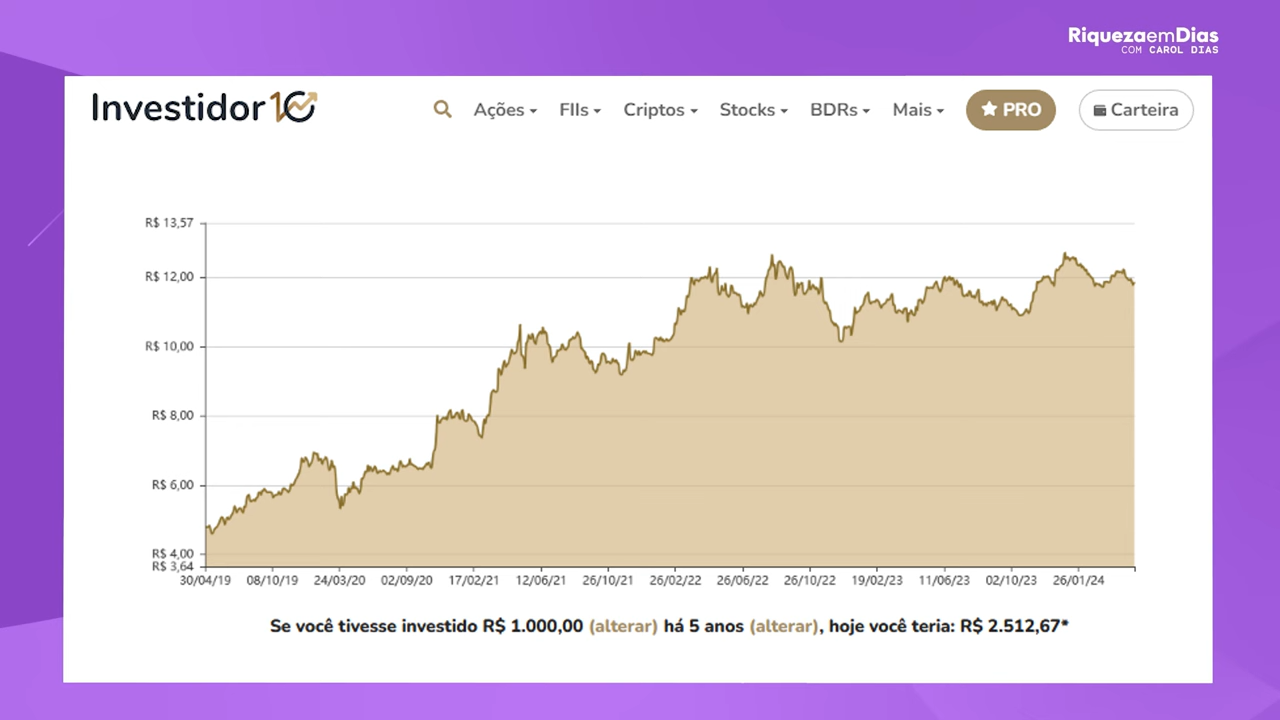 RiquezaemDias
COM CAROL DIAS
Investidor10
Ações
FIIs
Criptos
Stocks
BDRs
Mais
PRO
Carteira
R$ 13,57
R$ 12,00
R$ 10,00
R$ 8,00
R$ 6,00
R$ 4,00
R$ 3,64
30/04/19
08/10/19
24/03/20
02/09/20
17/02/21
12/06/21
26/10/21
26/02/22
26/06/22
26/10/22
19/02/23
11/06/23
02/10/23
26/01/24
Se você tivesse investido R$ 1.000,00 (alterar) há 5 anos (alterar), hoje você teria: R$ 2.512,67*